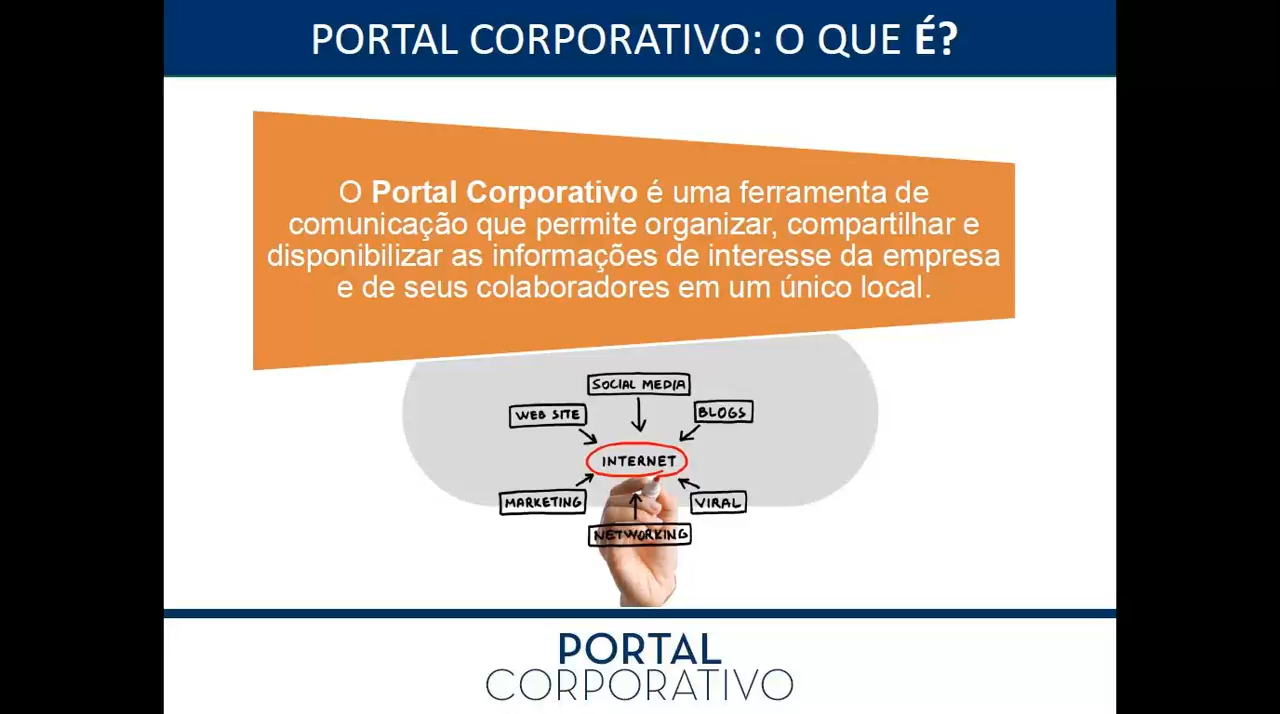 PORTAL CORPORATIVO: O QUE É?
O Portal Corporativo é uma ferramenta de
comunicação que permite organizar, compartilhar e
disponibilizar as informações de interesse da empresa
e de seus colaboradores em um único local.
SOCIAL MEDIA
WEB SITE
BLOGS
INTERNET
MARKETING
VIRAL
NETWORKING
PORTAL
CORPORATIVO